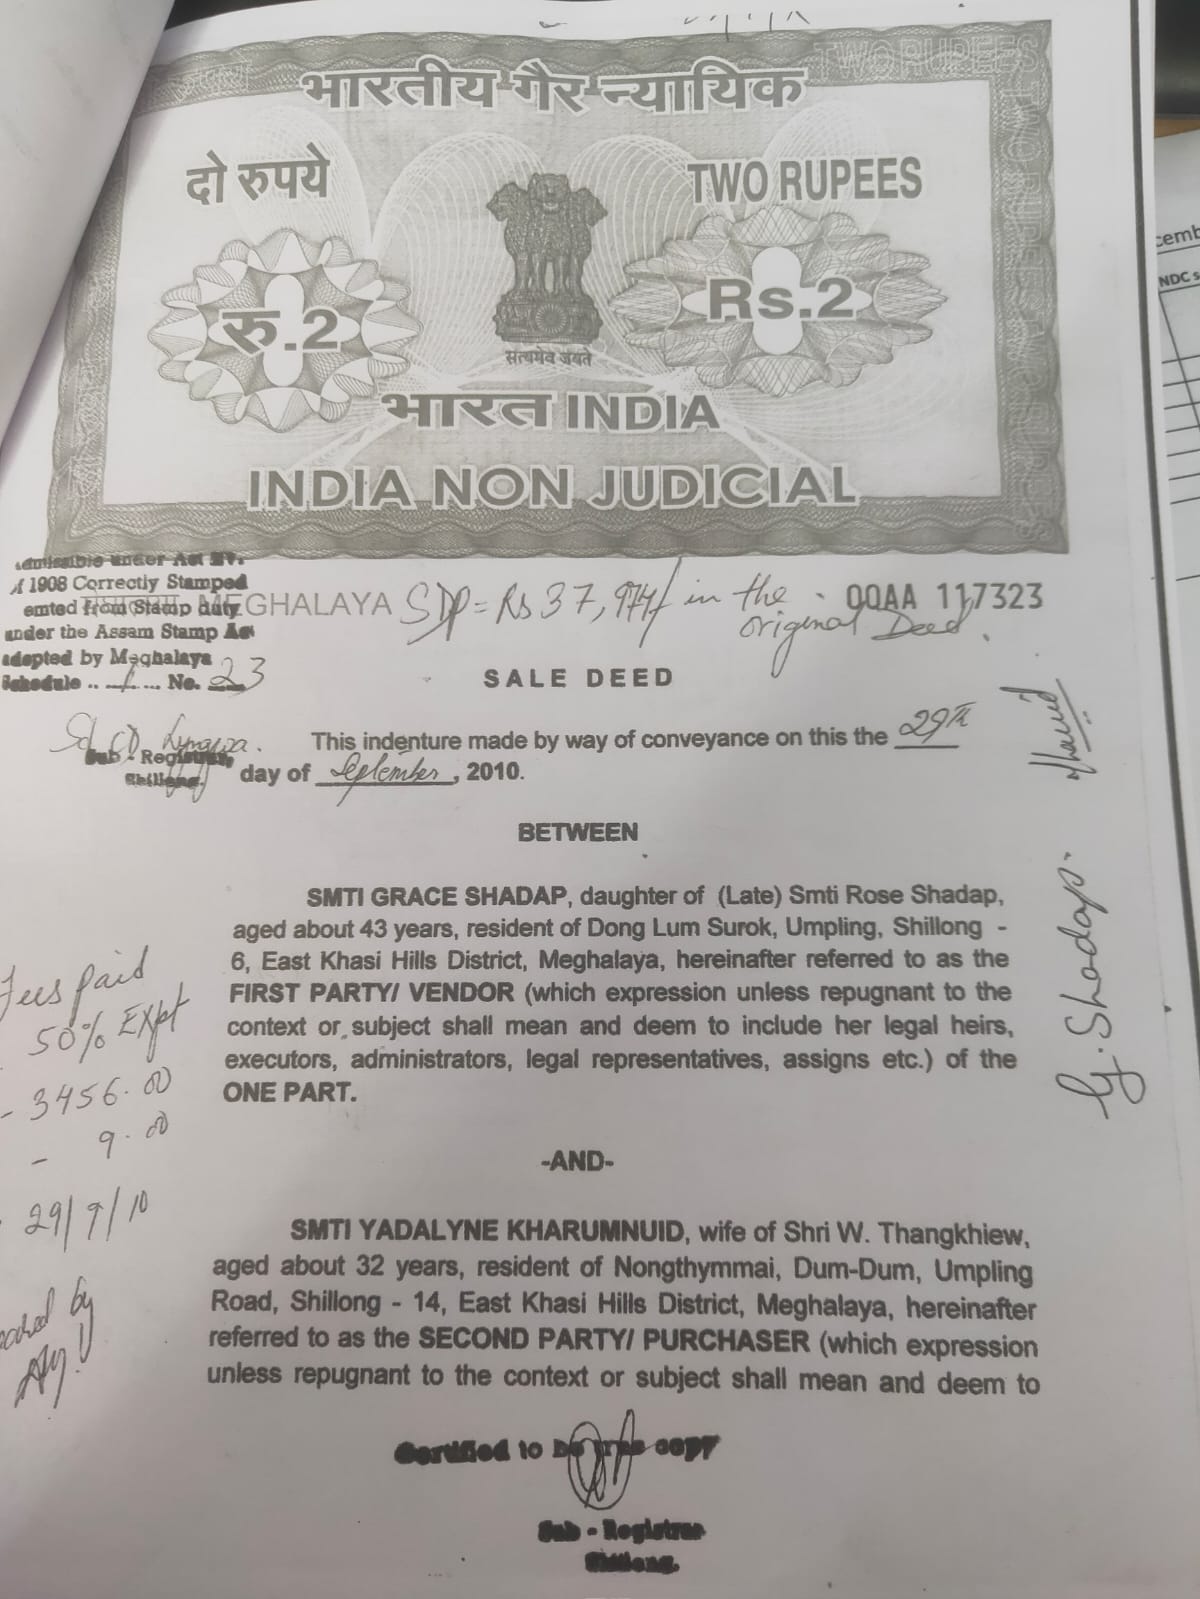 TWO RUPEES
भारतीय गैर न्यायिक
दो रुपये
TWO RUPEES
रु.2
Rs.2
सत्यमेव जयते
भारत INDIA
INDIA NON JUDICIAL
under Act
1908 Correctly Stamped
from Stamp duty
under the Assam Stamp
adopted by Meghalaya
Schedule .. 1 ... No. 23
MEGHALAYA
SDP = Rs 37,974/ in the
original Deed.
00AA 117323
SALE DEED
Sub - Registrar,
Shillong.
This indenture made by way of conveyance on this the 29th
day of September, 2010.
BETWEEN
SMTI GRACE SHADAP, daughter of (Late) Smti Rose Shadap,
aged about 43 years, resident of Dong Lum Surok, Umpling, Shillong -
6, East Khasi Hills District, Meghalaya, hereinafter referred to as the
FIRST PARTY/ VENDOR (which expression unless repugnant to the
context or subject shall mean and deem to include her legal heirs,
executors, administrators, legal representatives, assigns etc.) of the
ONE PART.
-AND-
SMTI YADALYNE KHARUMNUID, wife of Shri W. Thangkhiew,
aged about 32 years, resident of Nongthymmai, Dum-Dum, Umpling
Road, Shillong - 14, East Khasi Hills District, Meghalaya, hereinafter
referred to as the SECOND PARTY/ PURCHASER (which expression
unless repugnant to the context or subject shall mean and deem to
Fees paid
50% Expt
- 3456.00
- 9.00
29/9/10
by
G. Shadap.
Certified to be true copy
Sub - Registrar
Shillong.
NDC